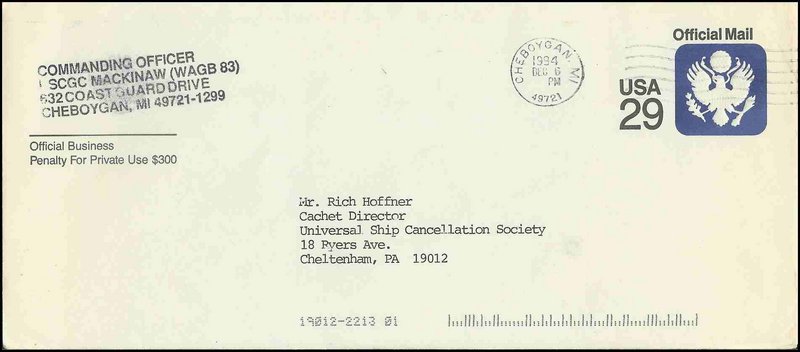 COMMANDING OFFICER
SCGC MACKINAW (WAGB 83)
632 COAST GUARD DRIVE
CHEBOYGAN, MI 49721-1299
Official Business
Penalty For Private Use $300
CHEBOYGAN, MI
1994
DEC 6
PM
49721
Official Mail
USA
29
Mr. Rich Hoffner
Cachet Director
Universal Ship Cancellation Society
18 Ryers Ave.
Cheltenham, PA 19012
19012-2213 01